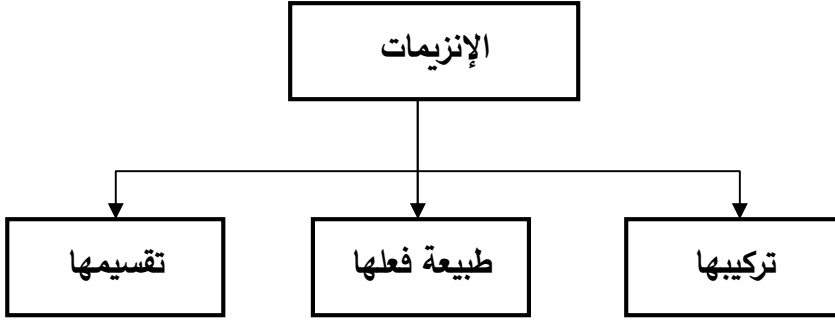 الإنزيمات
تركيبها
طبيعة فعلها
تقسيمها